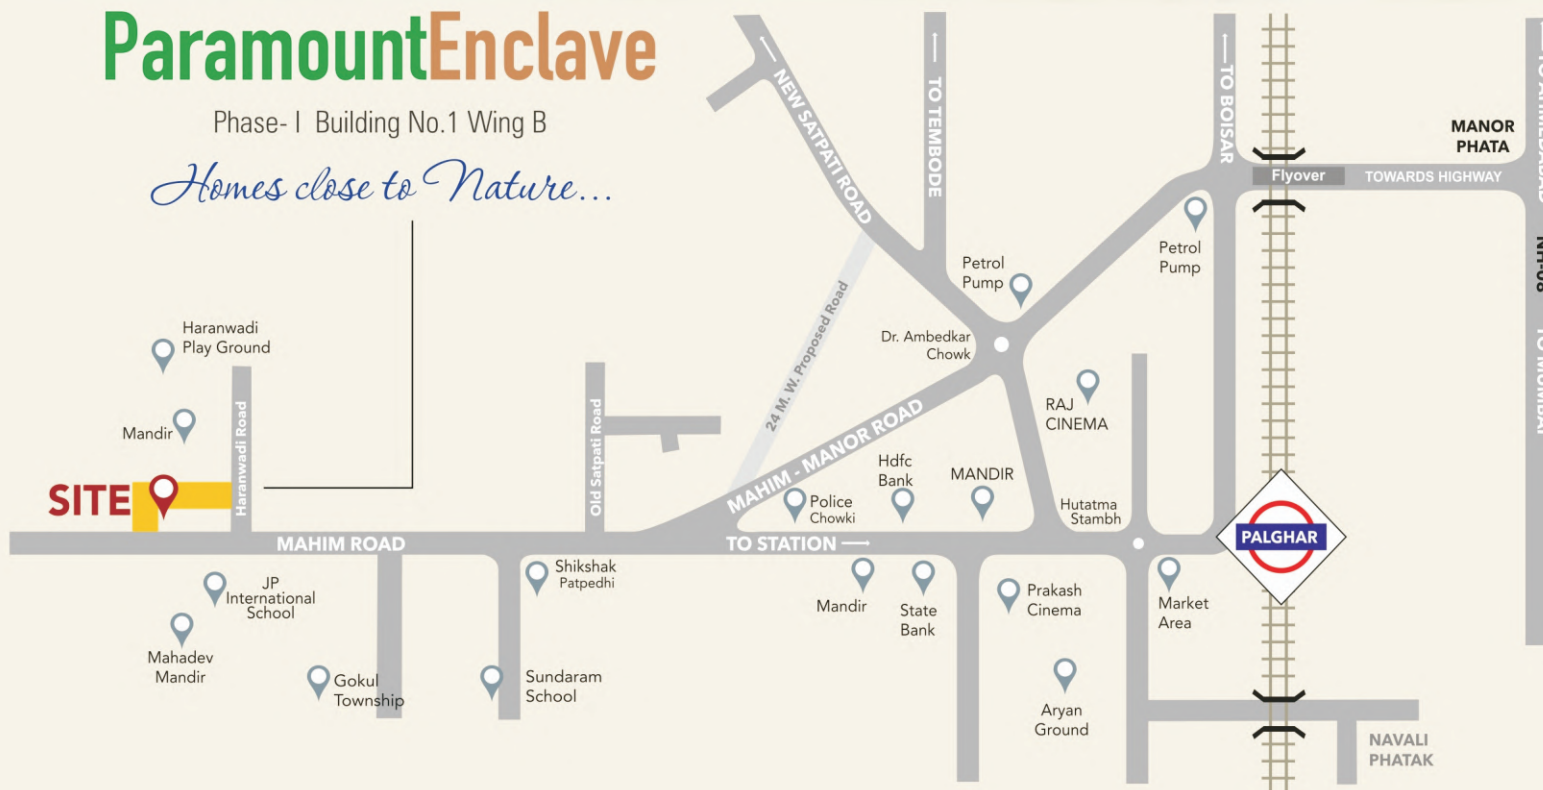 ParamountEnclave
Phase- I Building No.1 Wing B
Homes close to Nature...
NEW SATPATI ROAD
TO TEMBODE
TO BOISAR
MANOR
PHATA
Flyover
TOWARDS HIGHWAY
TO AHMEDABAD
NH-08
TO MUMBAI
Petrol
Pump
Petrol
Pump
24 M. W. Proposed Road
Dr. Ambedkar
Chowk
Haranwadi
Play Ground
Mandir
Haranwadi Road
SITE
Old Satpati Road
MAHIM - MANOR ROAD
RAJ
CINEMA
Hdfc
Bank
MANDIR
Police
Chowki
Hutatma
Stambh
MAHIM ROAD
TO STATION
PALGHAR
JP
International
School
Mahadev
Mandir
Gokul
Township
Shikshak
Patpedhi
Sundaram
School
Mandir
State
Bank
Prakash
Cinema
Market
Area
Aryan
Ground
NAVALI
PHATAK